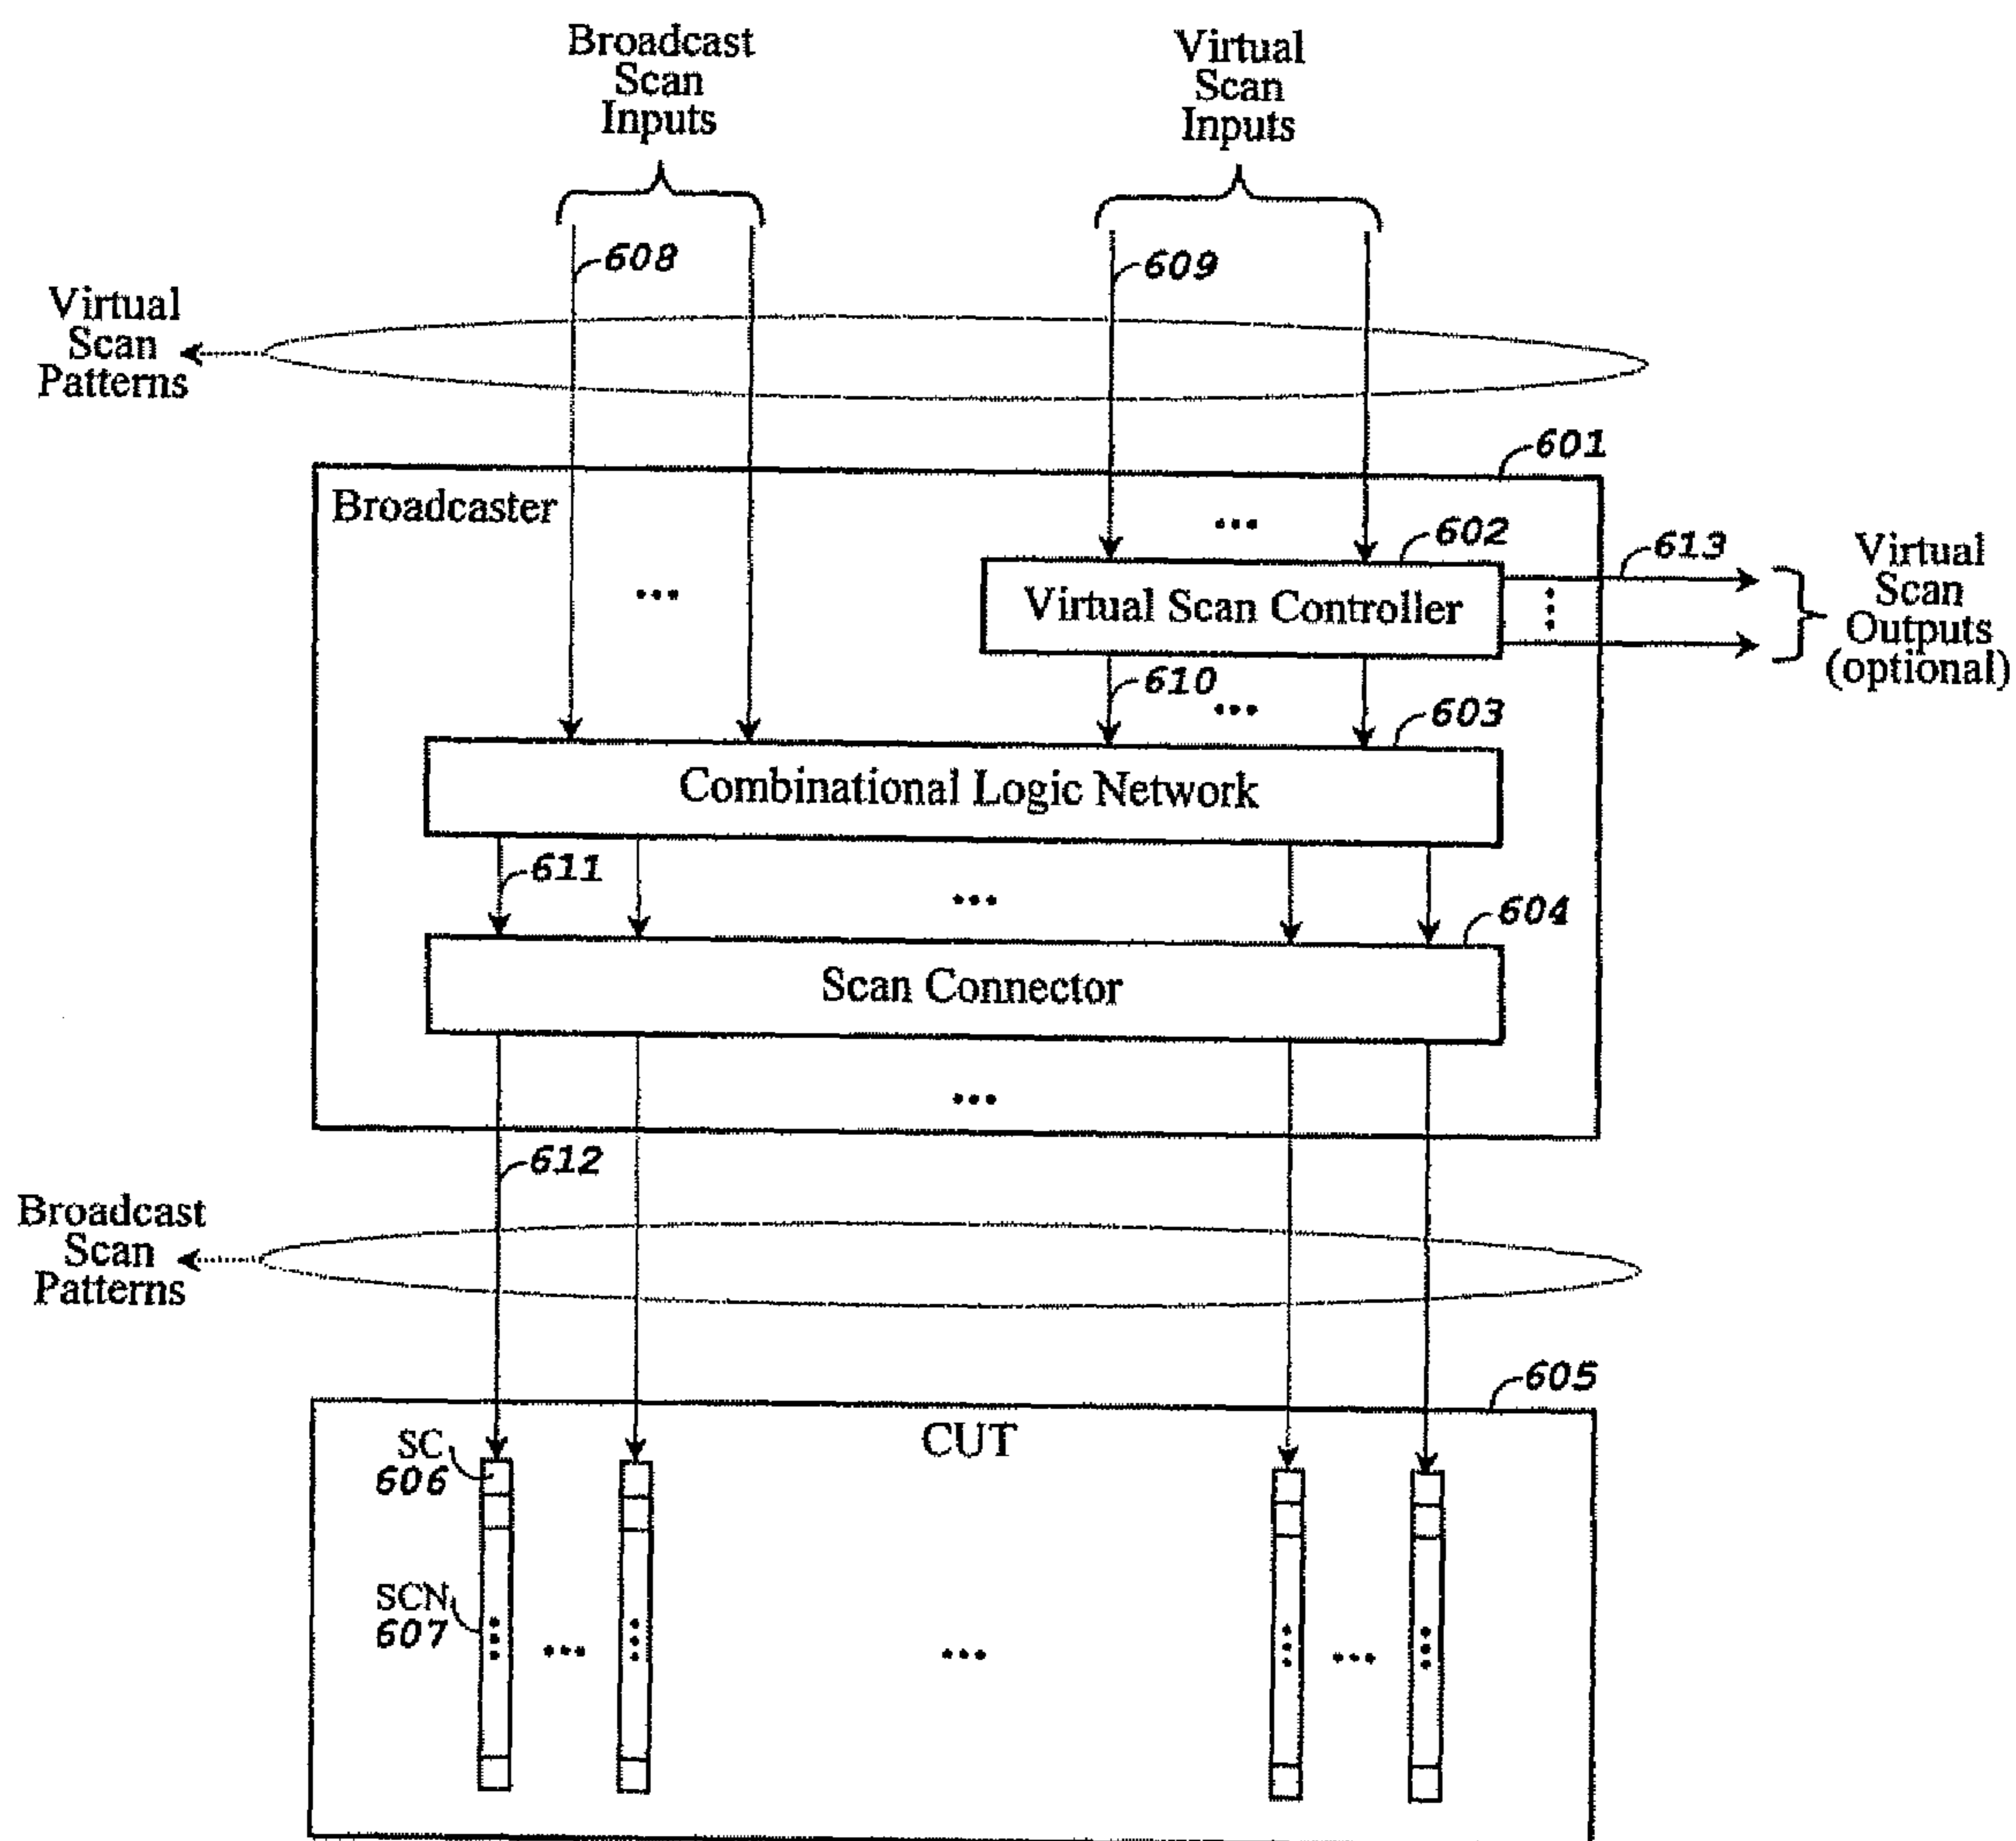 Broadcast
Scan
Inputs
Virtual
Scan
Inputs
608
609
Virtual
Scan
Patterns
601
Broadcaster
...
602
613
Virtual
Scan
Outputs
(optional)
...
Virtual Scan Controller
...
610
...
603
Combinational Logic Network
611
...
604
Scan Connector
...
612
Broadcast
Scan
Patterns
605
CUT
SC
606
SCN
607
...
...
...
...
...
...
...